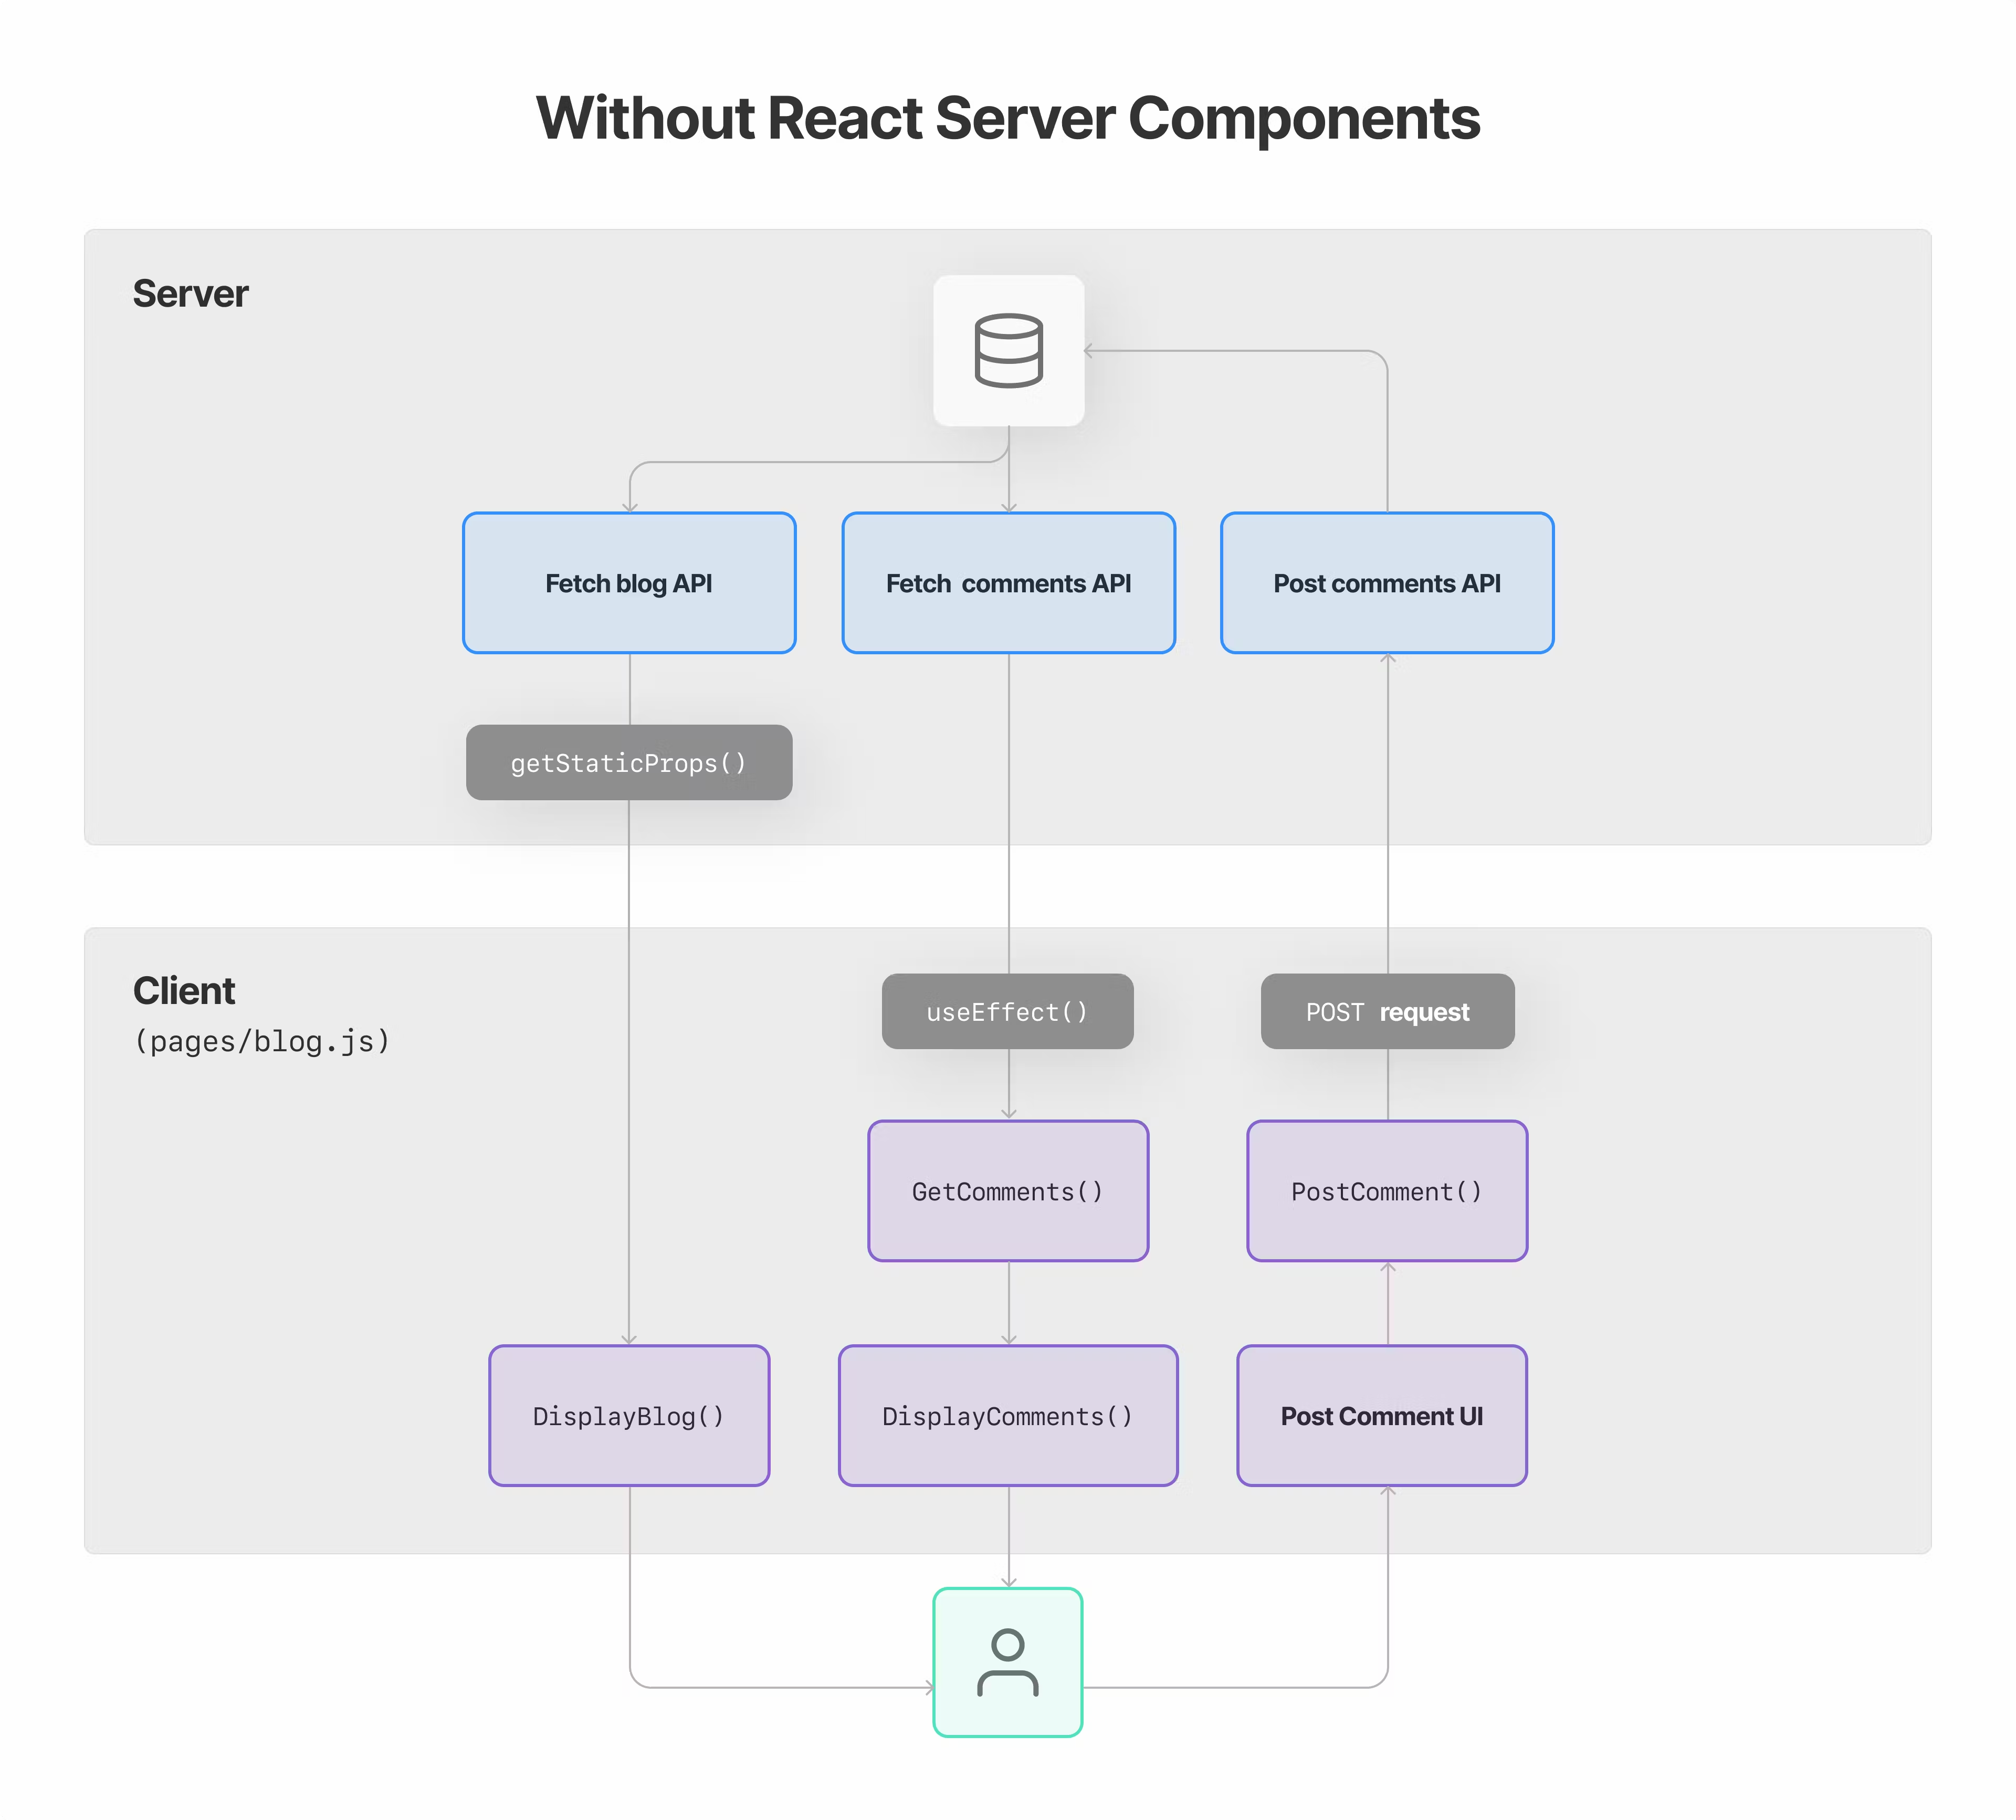 Without React Server Components
Server
Fetch blog API
Fetch comments API
Post comments API
getStaticProps()
Client
(pages/blog.js)
useEffect()
POST request
GetComments()
PostComment()
DisplayBlog()
DisplayComments()
Post Comment UI